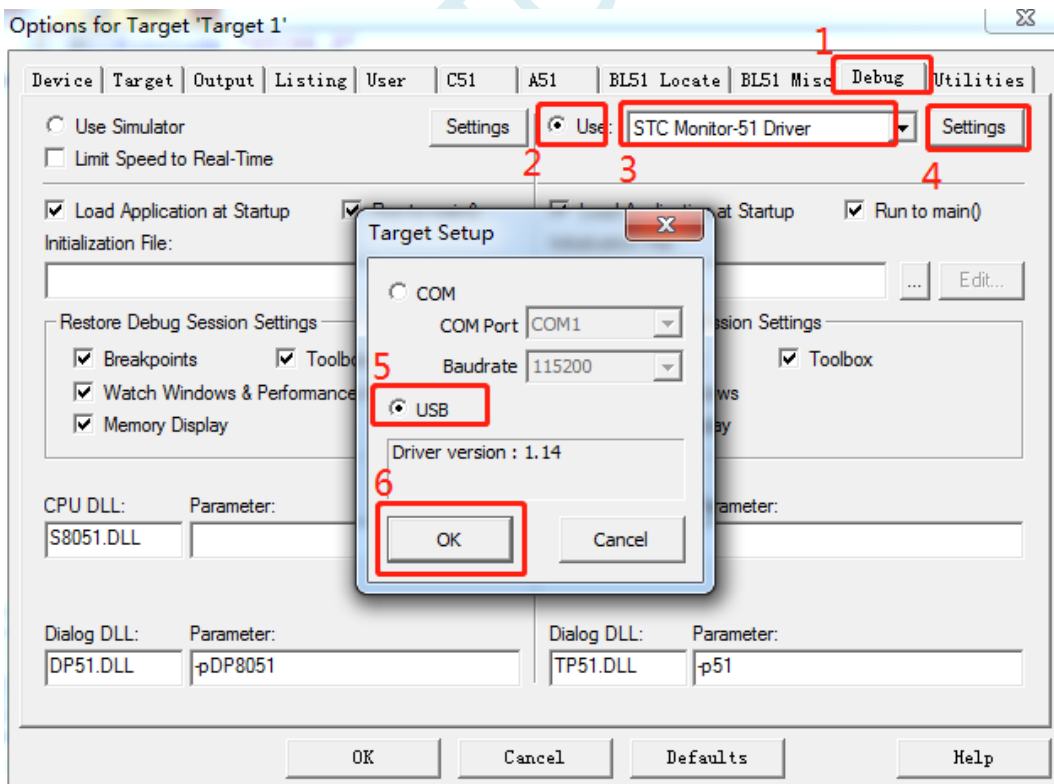 Options for Target 'Target 1'
1
Device Target Output Listing User C51 A51 BL51 Locate BL51 Misc Debug Utilities
Use Simulator
Settings
Use:
STC Monitor-51 Driver
Settings
Limit Speed to Real-Time
2
3
4
Load Application at Startup
at Startup
Run to main()
Initialization File:
Target Setup
...
Edit...
COM
COM Port COM1
Baudrate 115200
5
USB
Driver version : 1.14
6
OK
Cancel
Restore Debug Session Settings
Settings
Breakpoints
Toolbox
Watch Windows & Performance
Memory Display
CPU DLL:
Parameter:
S8051.DLL
Dialog DLL:
Parameter:
Dialog DLL:
Parameter:
DP51.DLL
-pDP8051
TP51.DLL
-p51
OK
Cancel
Defaults
Help